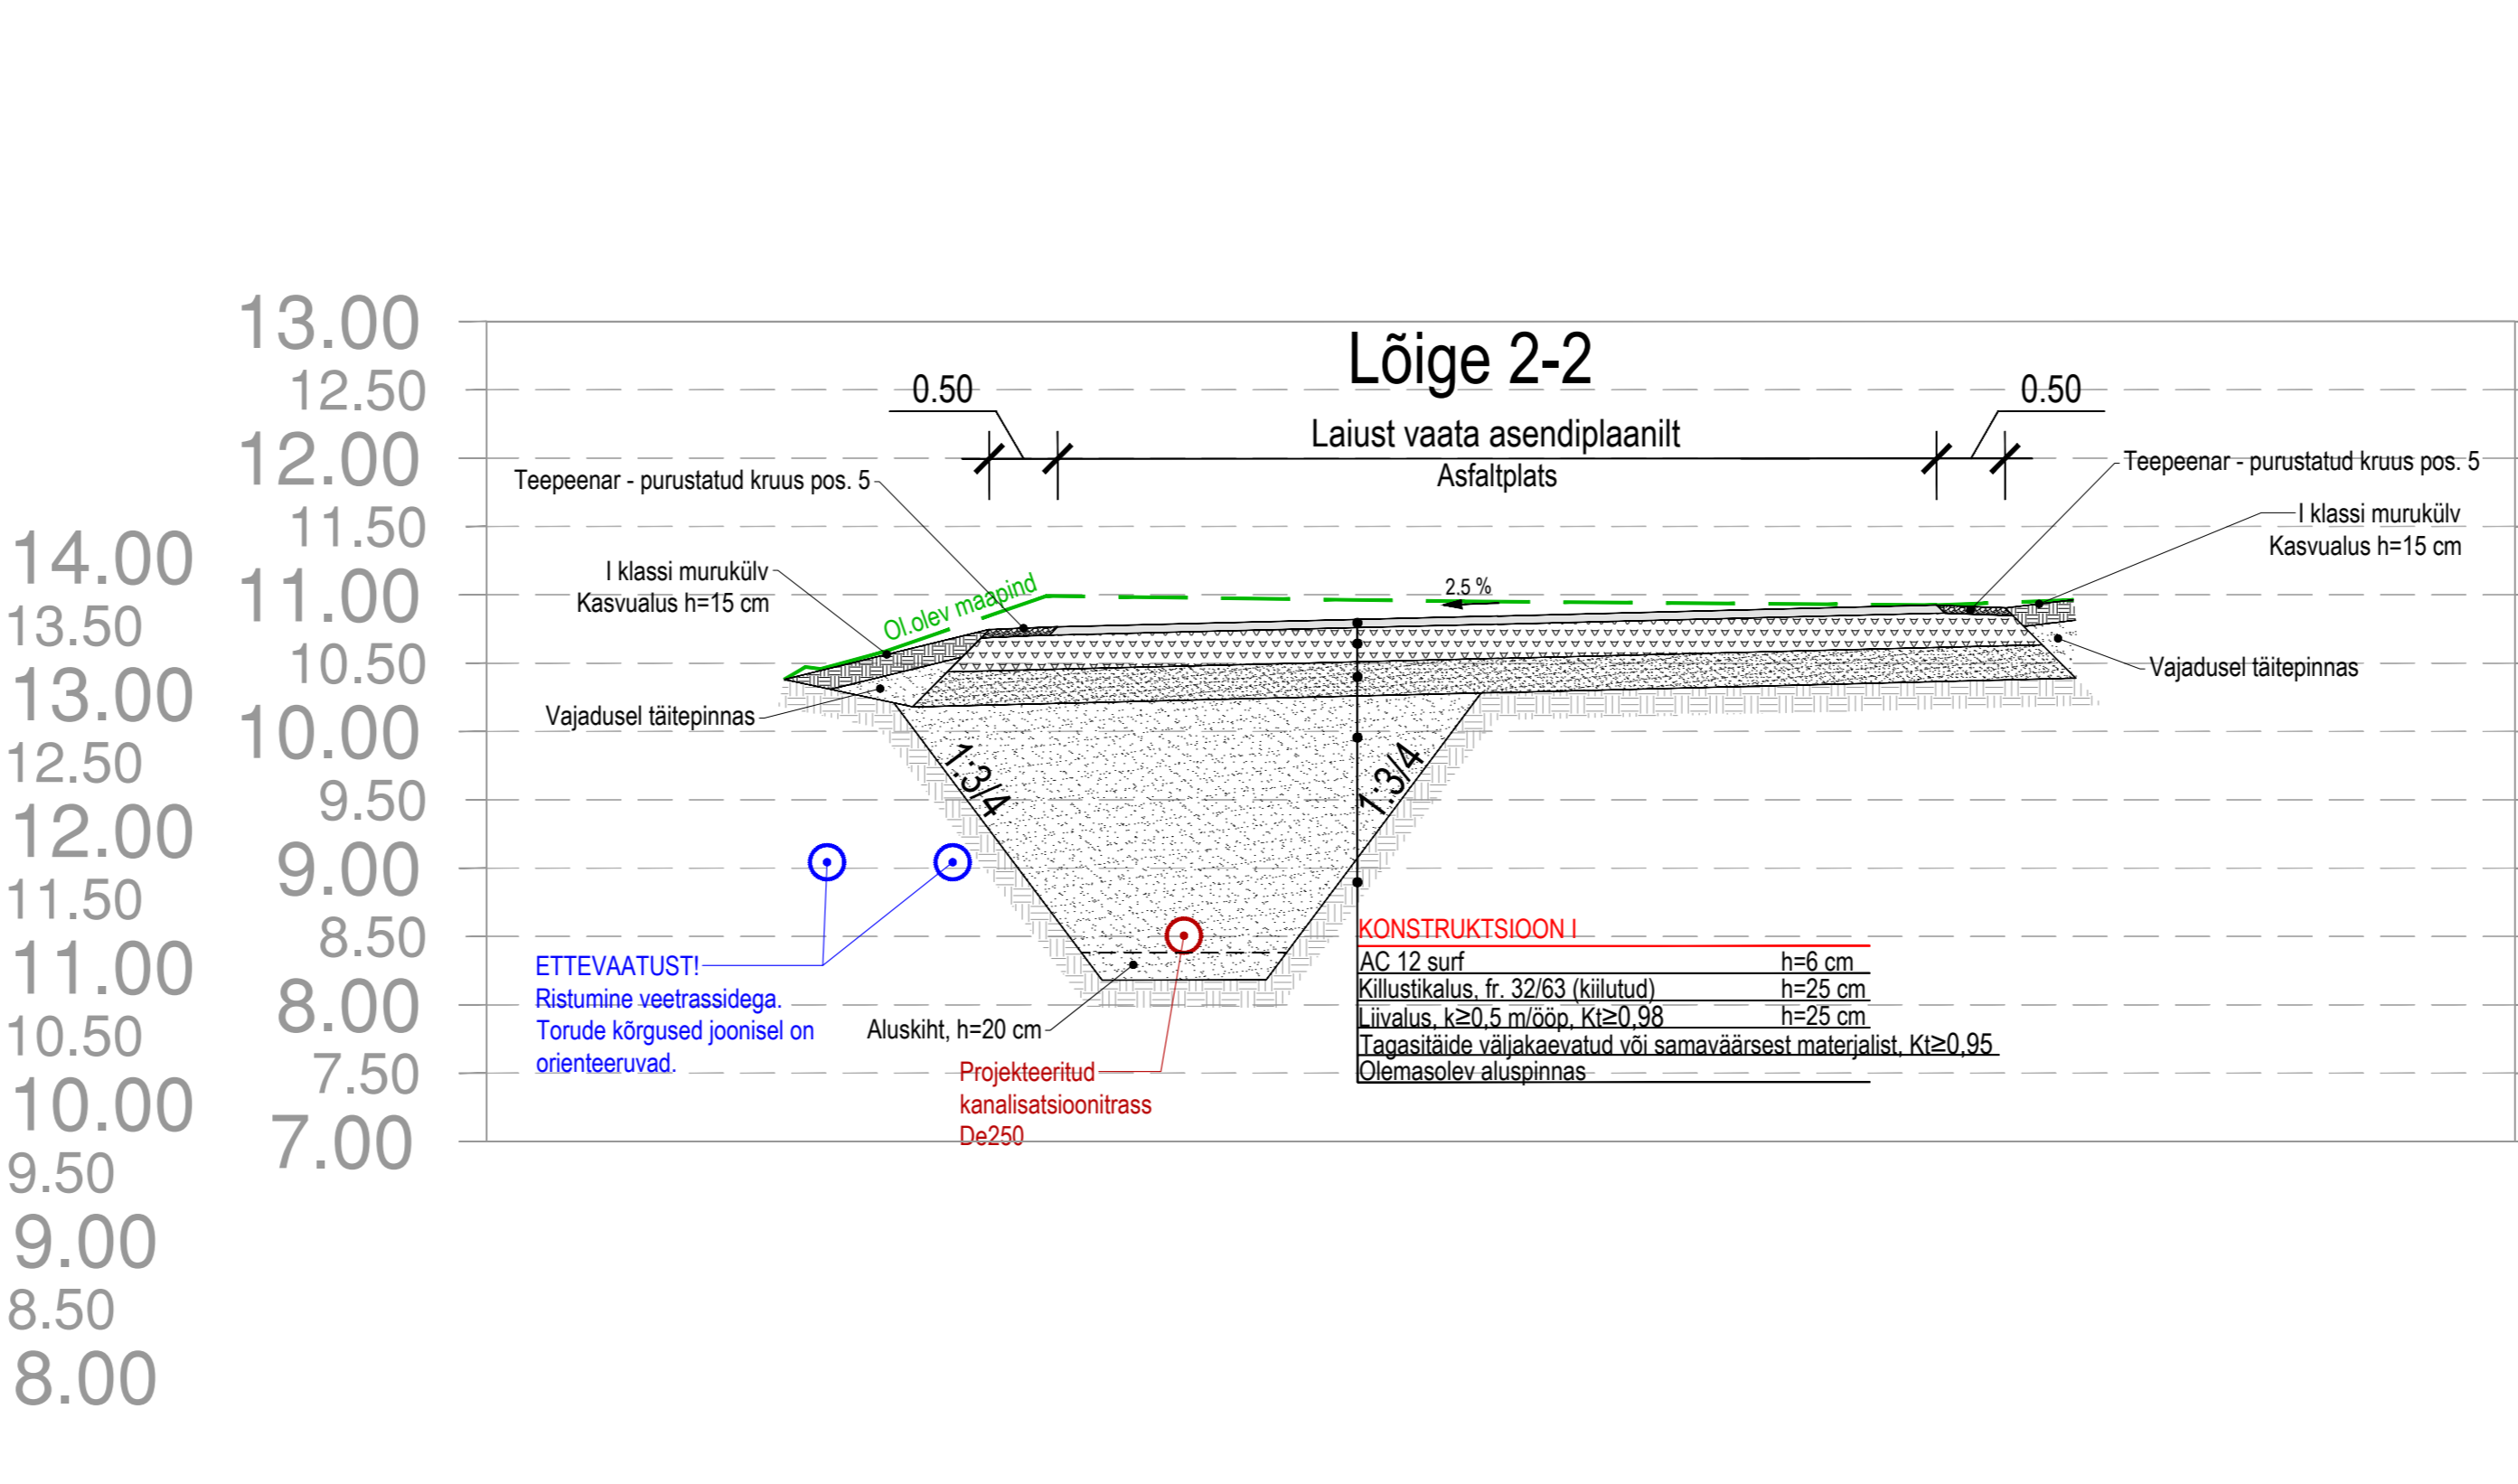 Lõige 2-2
0.50
0.50
Laiust vaata asendiplaanilt
Asfaltplats
Teepeenar - purustatud kruus pos. 5
Teepeenar - purustatud kruus pos. 5
I klassi murukülv
Kasvualus h=15 cm
I klassi murukülv
Kasvualus h=15 cm
Ol.olev maapind
2.5 %
Vajadusel täitepinnas
Vajadusel täitepinnas
1:3/4
1:3/4
ETTEVAATUST!
Ristumine veetrassidega.
Torude kõrgused joonisel on
orienteeruvad.
Aluskiht, h=20 cm
Projekteeritud
kanalisatsioonitrass
De250
KONSTRUKTSIOON I
AC 12 surf h=6 cm
Killustikalus, fr. 32/63 (kiilutud) h=25 cm
Liivalus, k≥0,5 m/ööp, Kt≥0,98 h=25 cm
Tagasitäide väljakaevatud või samaväärsest materjalist, Kt≥0,95
Olemasolev aluspinnas
13.00
12.50
12.00
11.50
11.00
10.50
10.00
9.50
9.00
8.50
8.00
7.50
7.00
14.00
13.50
13.00
12.50
12.00
11.50
11.00
10.50
10.00
9.50
9.00
8.50
8.00